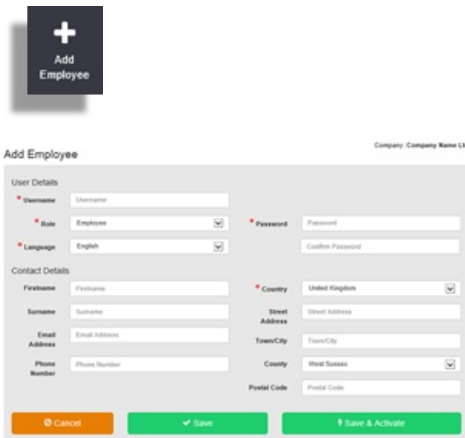 Add
Employee
Company: Company Name Lt
Add Employee
User Details
* Username Username
* Role Employee * Password Password
* Language English Confirm Password
Contact Details
Firstname Firstname * Country United Kingdom
Surname Surname Street Address Street Address
Email Address Email Address Town/City Town/City
Phone Number Phone Number County West Sussex
Postal Code Postal Code
Cancel Save Save & Activate